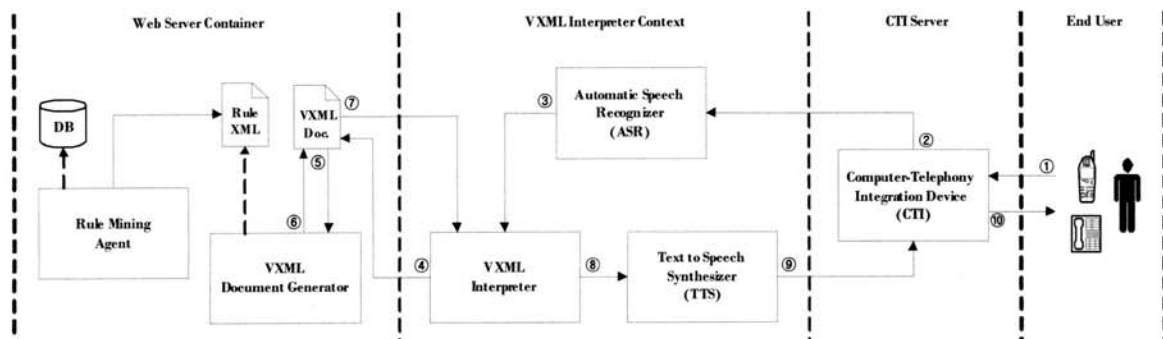 Web Server Container
VXML Interpreter Context
CTI Server
End User
DB
Rule
XML
VXML
Doc.
⑦
⑤
⑥
Rule Mining
Agent
VXML
Document Generator
③
Automatic Speech
Recognizer
(ASR)
②
①
Computer-Telephony
Integration Device
(CTI)
⑩
④
VXML
Interpreter
⑧
Text to Speech
Synthesizer
(TTS)
⑨